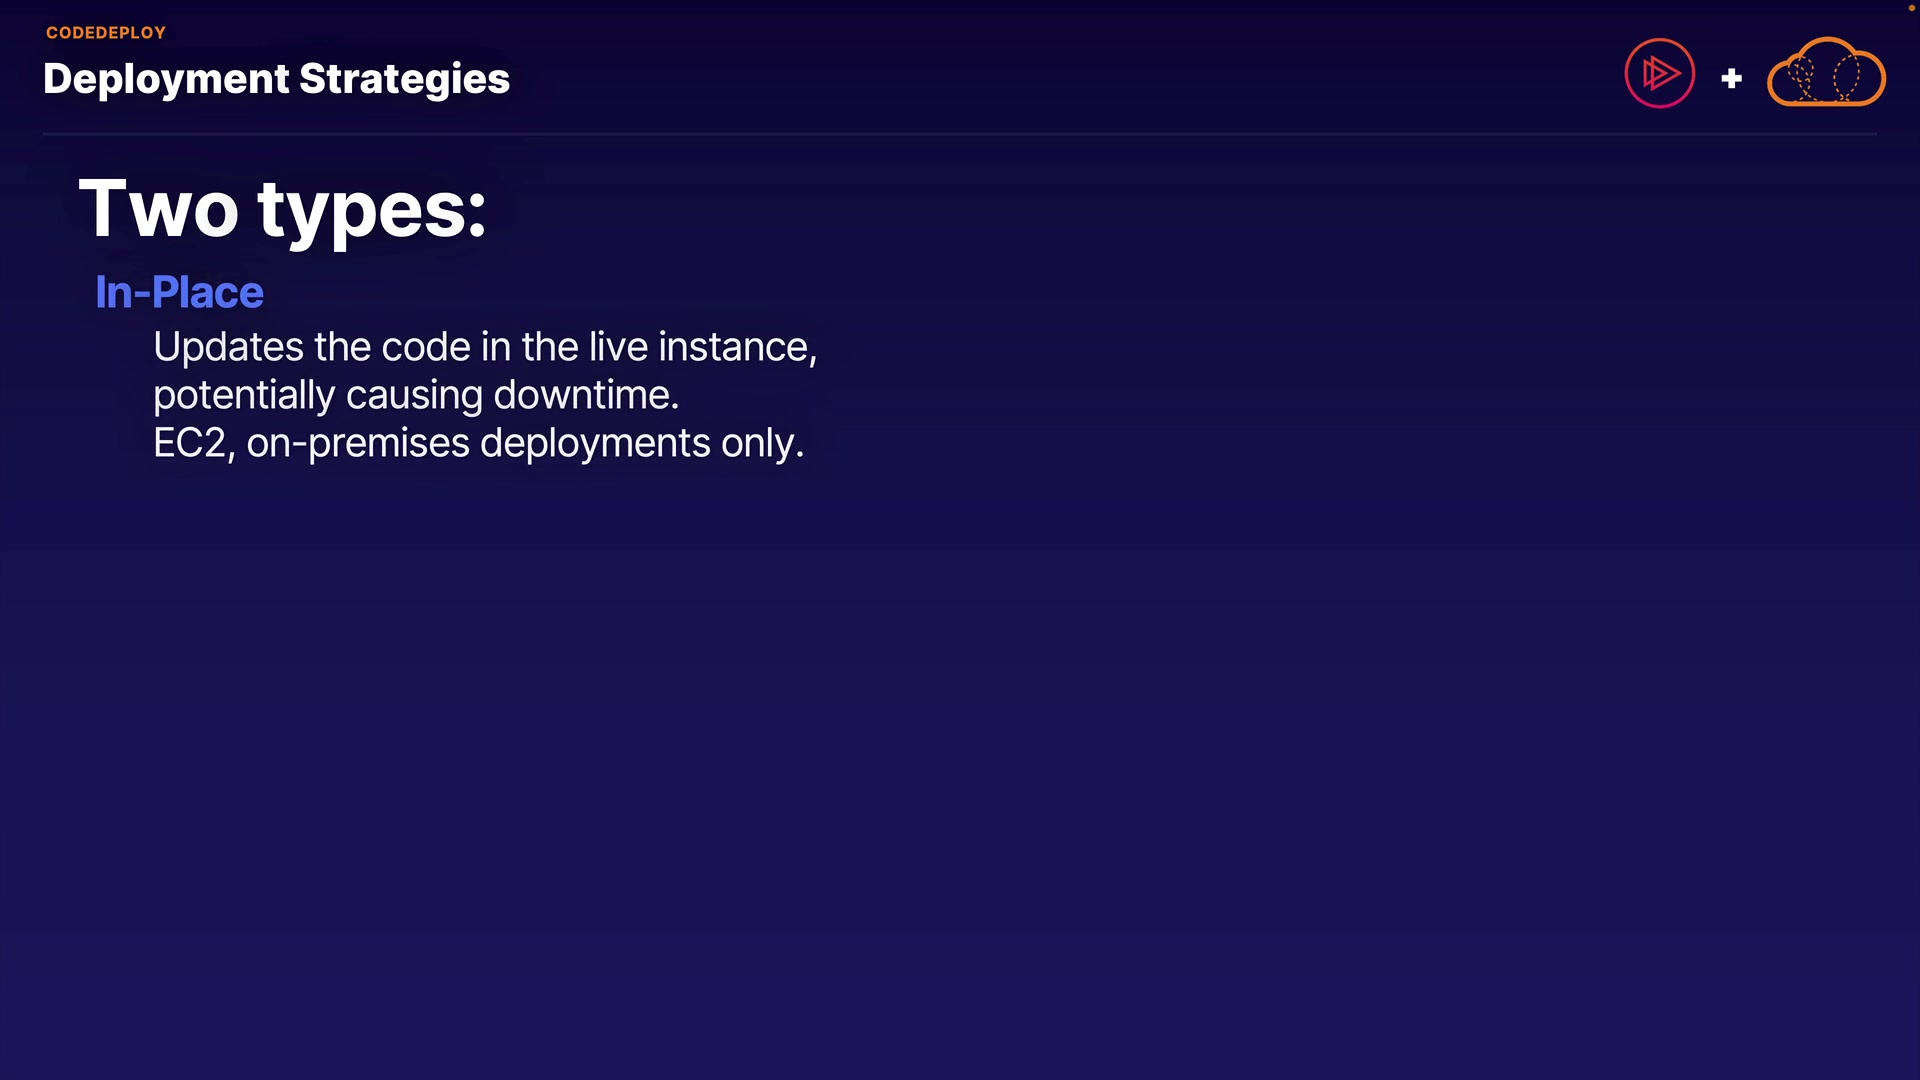 CODEDEPLOY
Deployment Strategies
+
Two types:
In-Place
Updates the code in the live instance,
potentially causing downtime.
EC2, on-premises deployments only.